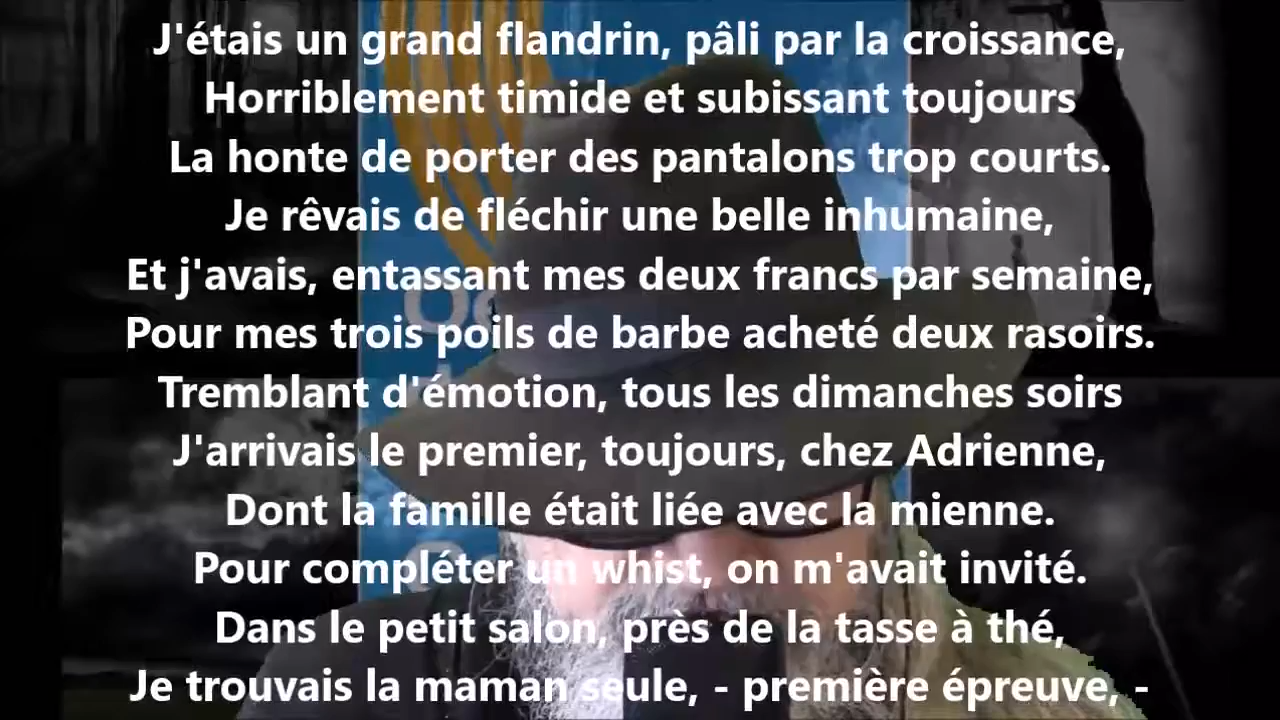 J'étais un grand flandrin, pâli par la croissance,
Horriblement timide et subissant toujours
La honte de porter des pantalons trop courts.
Je rêvais de fléchir une belle inhumaine,
Et j'avais, entassant mes deux francs par semaine,
Pour mes trois poils de barbe acheté deux rasoirs.
Tremblant d'émotion, tous les dimanches soirs
J'arrivais le premier, toujours, chez Adrienne,
Dont la famille était liée avec la mienne.
Pour compléter un whist, on m'avait invité.
Dans le petit salon, près de la tasse à thé,
Je trouvais la maman seule, - première épreuve, -